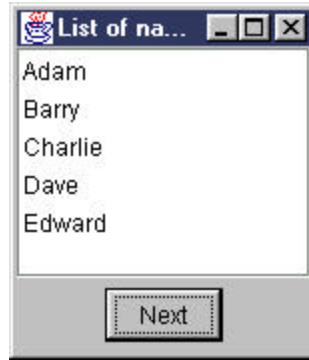 List of na...
Adam
Barry
Charlie
Dave
Edward
Next